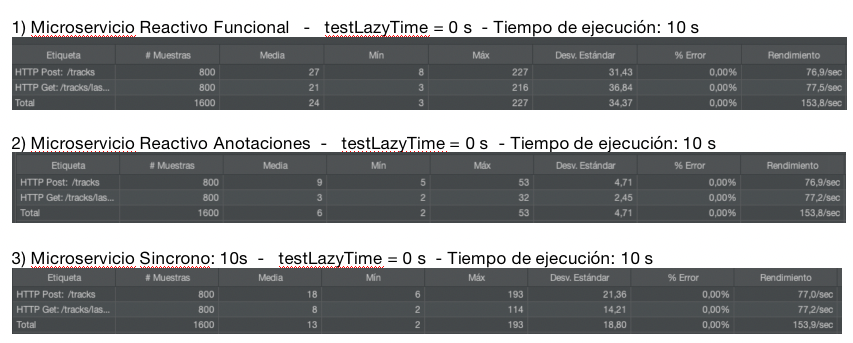 1) Microservicio Reactivo Funcional - testLazyTime = 0 s - Tiempo de ejecución: 10 s
Etiqueta # Muestras Media Mín Máx Desv. Estándar % Error Rendimiento
HTTP Post: /tracks 800 27 8 227 31,43 0,00% 76,9/sec
HTTP Get: /tracks/las... 800 21 3 216 36,84 0,00% 77,5/sec
Total 1600 24 3 227 34,37 0,00% 153,8/sec
2) Microservicio Reactivo Anotaciones - testLazyTime = 0 s - Tiempo de ejecución: 10 s
Etiqueta # Muestras Media Mín Máx Desv. Estándar % Error Rendimiento
HTTP Post: /tracks 800 9 5 53 4,71 0,00% 76,9/sec
HTTP Get: /tracks/las... 800 3 2 32 2,45 0,00% 77,2/sec
Total 1600 6 2 53 4,71 0,00% 153,8/sec
3) Microservicio Sincrono: 10s - testLazyTime = 0 s - Tiempo de ejecución: 10 s
Etiqueta # Muestras Media Mín Máx Desv. Estándar % Error Rendimiento
HTTP Post: /tracks 800 18 6 193 21,36 0,00% 77,0/sec
HTTP Get: /tracks/las... 800 8 2 114 14,21 0,00% 77,2/sec
Total 1600 13 2 193 18,80 0,00% 153,9/sec